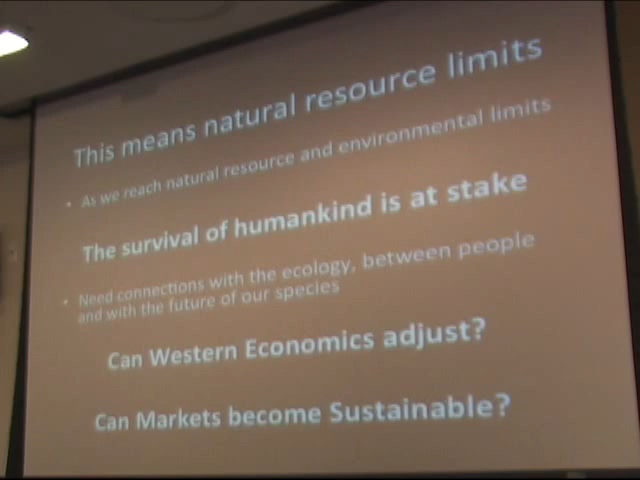 This means natural resource limits
• As we reach natural resource and environmental limits
The survival of humankind is at stake
• Need connections with the ecology, between people
and with the future of our species
Can Western Economics adjust?
Can Markets become Sustainable?